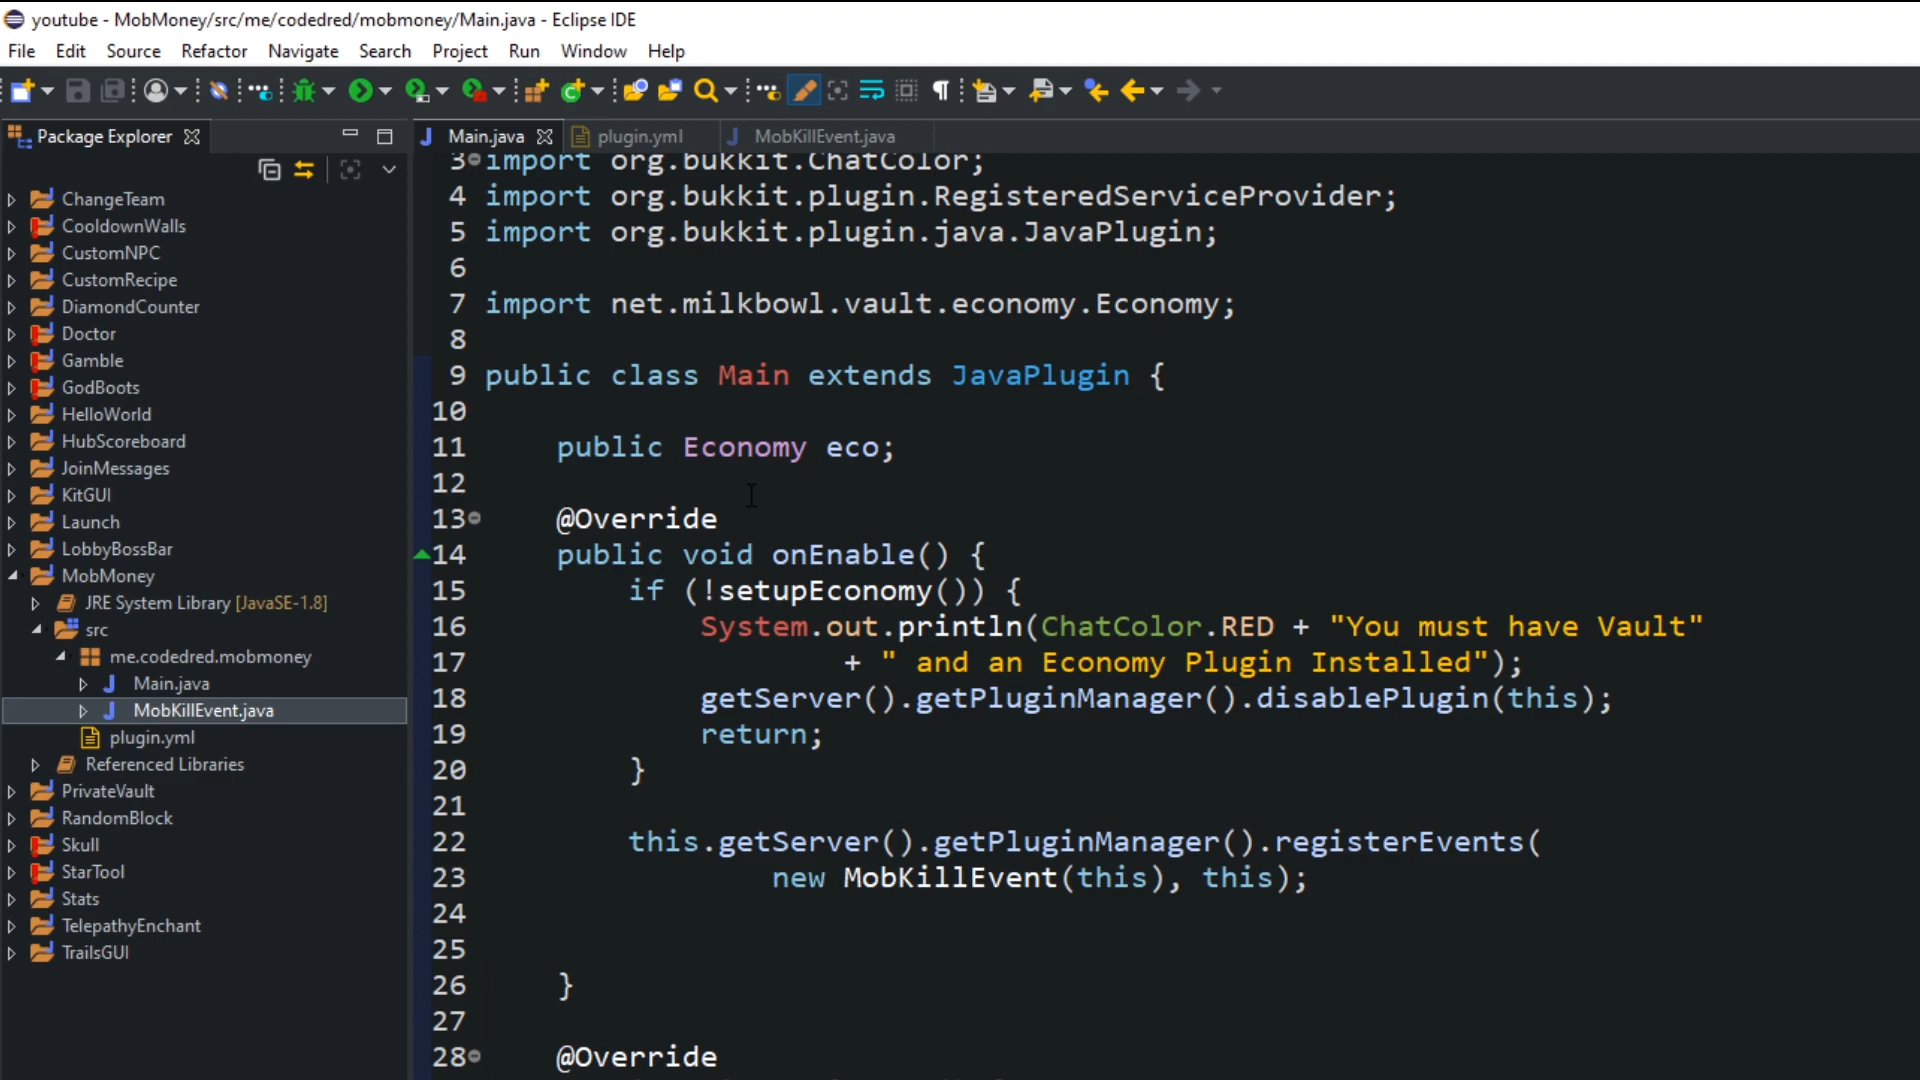 youtube - MobMoney/src/me/codedred/mobmoney/Main.java - Eclipse IDE
File Edit Source Refactor Navigate Search Project Run Window Help
Package Explorer
ChangeTeam
CooldownWalls
CustomNPC
CustomRecipe
DiamondCounter
Doctor
Gamble
GodBoots
HelloWorld
HubScoreboard
JoinMessages
KitGUI
Launch
LobbyBossBar
MobMoney
JRE System Library [JavaSE-1.8]
src
me.codedred.mobmoney
Main.java
MobKillEvent.java
plugin.yml
Referenced Libraries
PrivateVault
RandomBlock
Skull
StarTool
Stats
TelepathyEnchant
TrailsGUI
Main.java plugin.yml MobKillEvent.java
3 import org.bukkit.ChatColor;
4 import org.bukkit.plugin.RegisteredServiceProvider;
5 import org.bukkit.plugin.java.JavaPlugin;
6
7 import net.milkbowl.vault.economy.Economy;
8
9 public class Main extends JavaPlugin {
10
11 public Economy eco;
12
13 @Override
14 public void onEnable() {
15 if (!setupEconomy()) {
16 System.out.println(ChatColor.RED + "You must have Vault"
17 + " and an Economy Plugin Installed");
18 getServer().getPluginManager().disablePlugin(this);
19 return;
20 }
21
22 this.getServer().getPluginManager().registerEvents(
23 new MobKillEvent(this), this);
24
25
26 }
27
28 @Override